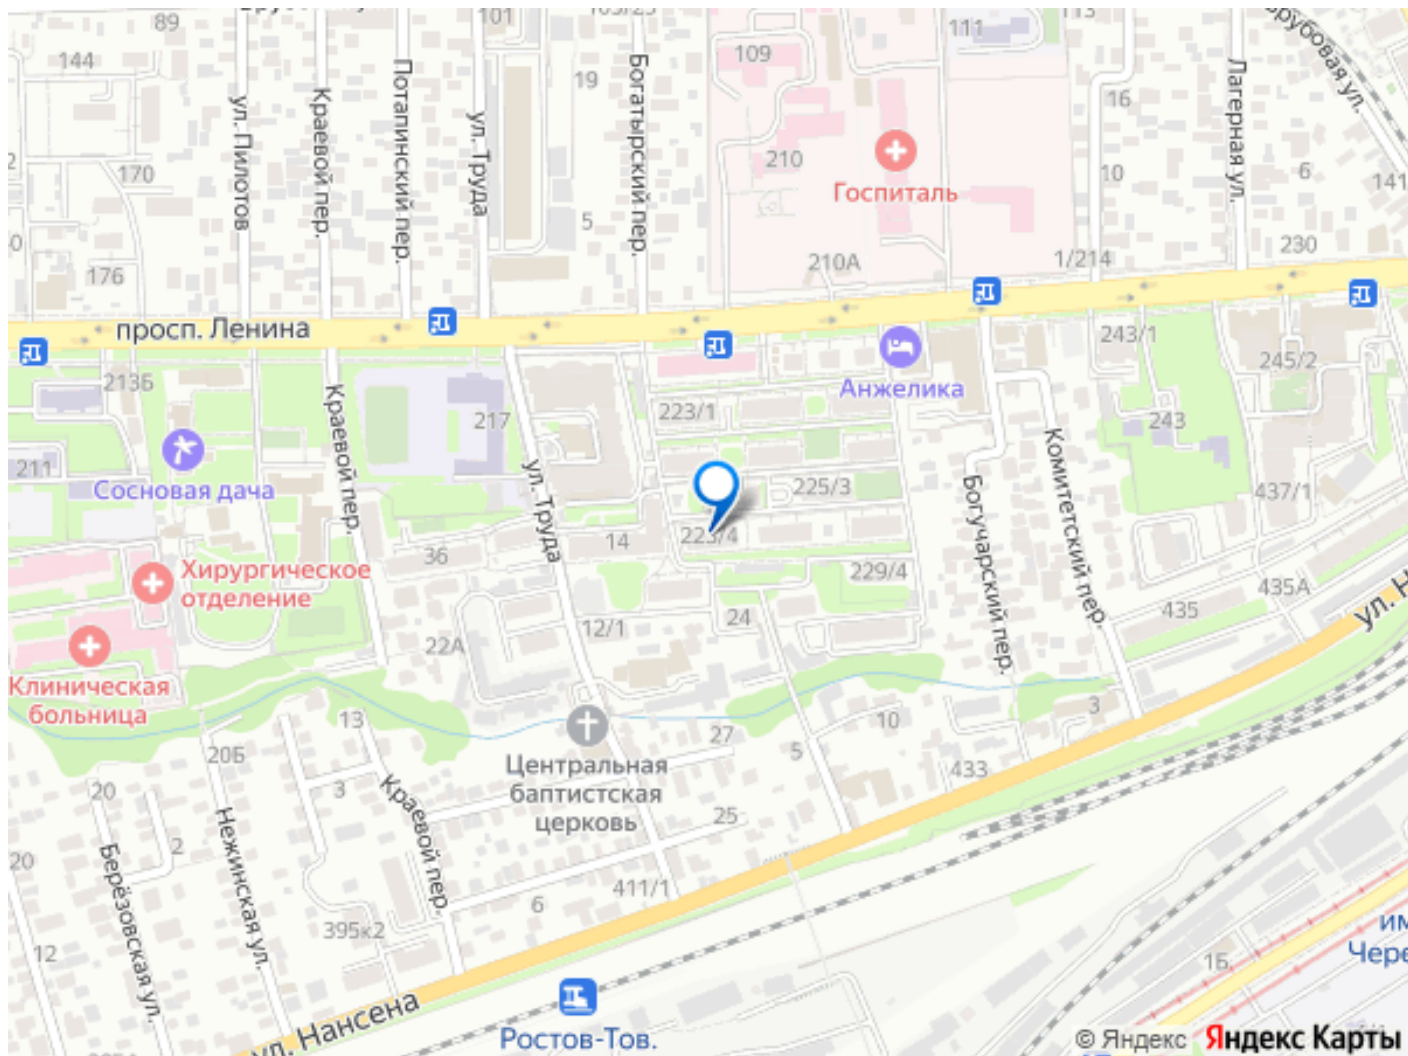 89
101
113
111
109
144
19
16
Потапинский пер.
Богатырский пер.
Лагерная ул.
Краевой пер.
ул. Пилотов
ул. Труда
210
170
10
6
141
Госпиталь
5
230
1/214
210А
176
просп. Ленина
243/1
245/2
213Б
Анжелика
223/1
217
243
Краевой пер.
Комитетский пер.
211
Сосновая дача
ул. Труда
225/3
437/1
Богучарский пер.
223/4
14
36
Хирургическое
отделение
229/4
435А
435
24
12/1
22А
Клиническая
больница
13
3
10
27
5
20Б
Центральная
баптистская
церковь
433
3
20
Краевой пер.
25
Нежинская ул.
2
20
Берёзовская ул.
411/1
6
395к2
12
1Б
Ростов-Тов.
ул. Нансена
© Яндекс Яндекс Карты